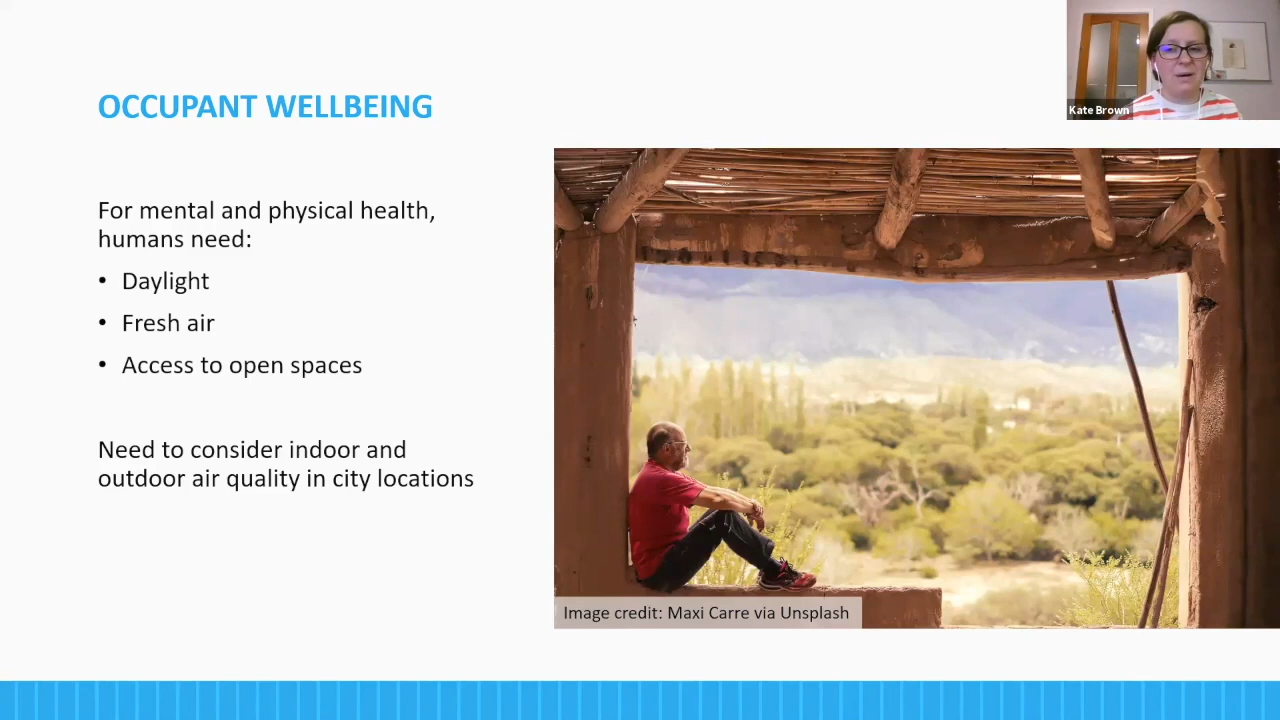 Kate Brown
OCCUPANT WELLBEING
For mental and physical health,
humans need:
• Daylight
• Fresh air
• Access to open spaces
Need to consider indoor and
outdoor air quality in city locations
Image credit: Maxi Carre via Unsplash